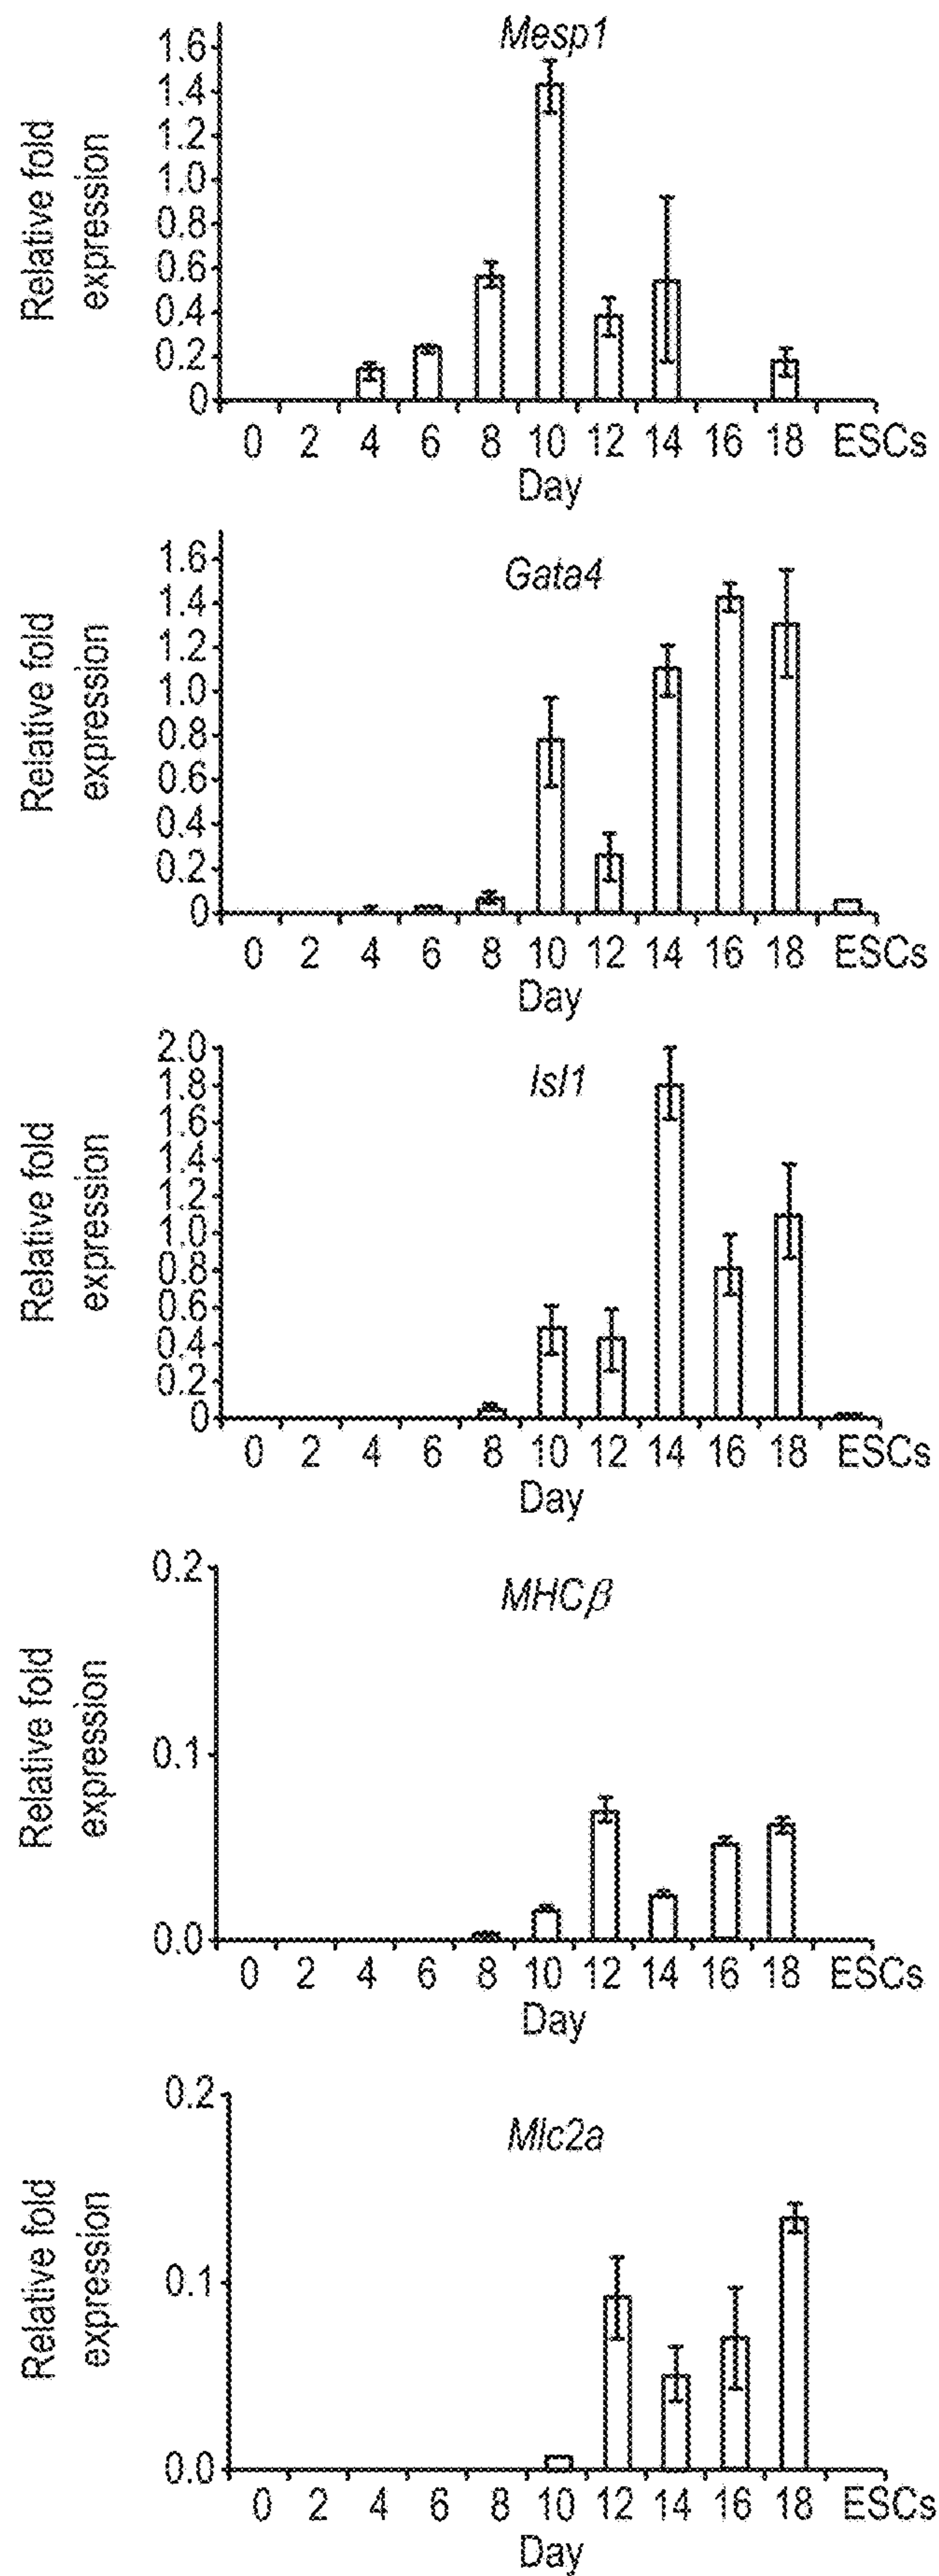 Mesp1
Relative fold
expression
1.6
1.4
1.2
1.0
0.8
0.6
0.4
0.2
0
0 2 4 6 8 10 12 14 16 18 ESCs
Day
Gata4
Relative fold
expression
1.6
1.4
1.2
1.0
0.8
0.6
0.4
0.2
0
0 2 4 6 8 10 12 14 16 18 ESCs
Day
Isl1
Relative fold
expression
2.0
1.8
1.6
1.4
1.2
1.0
0.8
0.6
0.4
0.2
0
0 2 4 6 8 10 12 14 16 18 ESCs
Day
MHCβ
Relative fold
expression
0.2
0.1
0.0
0 2 4 6 8 10 12 14 16 18 ESCs
Day
Mlc2a
Relative fold
expression
0.2
0.1
0.0
0 2 4 6 8 10 12 14 16 18 ESCs
Day